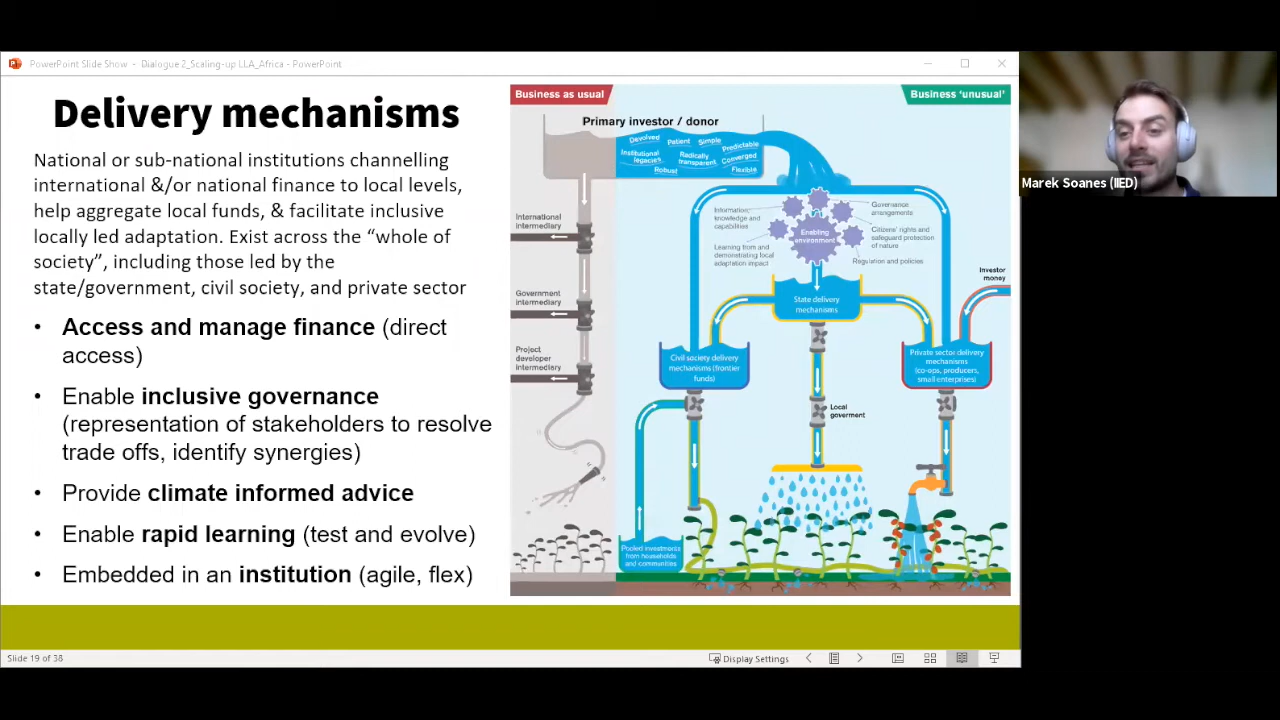 PowerPoint Slide Show - Dialogue 2_Scaling-up LLA_Africa - PowerPoint
Delivery mechanisms
National or sub-national institutions channelling
international &/or national finance to local levels,
help aggregate local funds, & facilitate inclusive
locally led adaptation. Exist across the “whole of
society”, including those led by the
state/government, civil society, and private sector
• Access and manage finance (direct
access)
• Enable inclusive governance
(representation of stakeholders to resolve
trade offs, identify synergies)
• Provide climate informed advice
• Enable rapid learning (test and evolve)
• Embedded in an institution (agile, flex)
Business as usual
Business ‘unusual’
Primary investor / donor
Devolved
Patient
Simple
Predictable
Institutional
legacies
Radically
transparent
Converged
Robust
Flexible
International
intermediary
Government
intermediary
Project
developer
intermediary
Information,
knowledge and
capabilities
Learning from and
demonstrating local
adaptation impact
Enabling
environment
Governance
arrangements
Citizens' rights and
safeguard protection
of nature
Regulation and policies
Investor
money
State delivery
mechanisms
Civil society delivery
mechanisms (frontier
funds)
Private sector delivery
mechanisms
(co-ops, producers,
small enterprises)
Local
goverment
Pooled investments
from households
and communities
Marek Soanes (IIED)
Slide 19 of 38
Display Settings